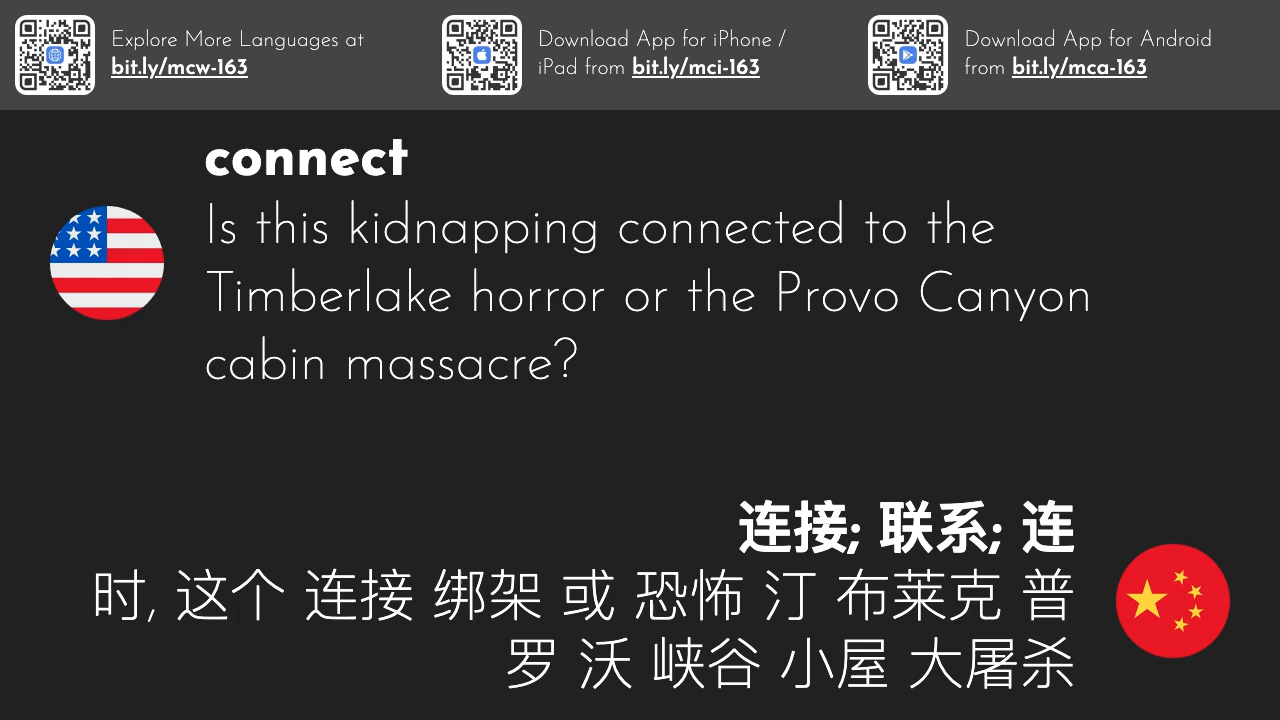 Explore More Languages at
bit.ly/mcw-163
Download App for iPhone /
iPad from bit.ly/mci-163
Download App for Android
from bit.ly/mca-163
connect
Is this kidnapping connected to the
Timberlake horror or the Provo Canyon
cabin massacre?
连接; 联系; 连
时, 这个 连接 绑架 或 恐怖 汀 布莱克 普
罗 沃 峡谷 小屋 大屠杀